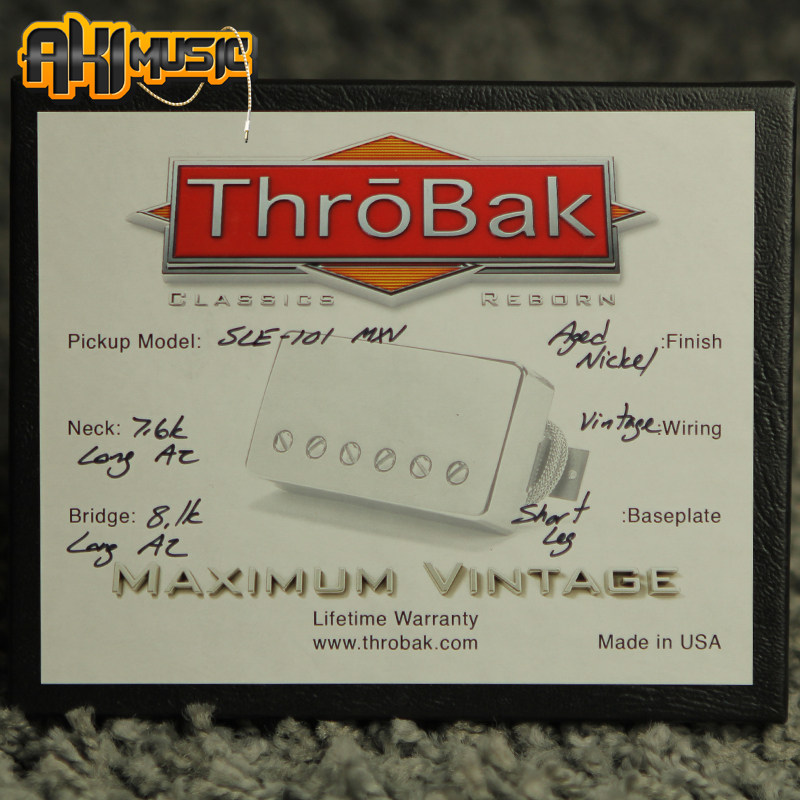 AKI MUSIC
ThrōBak
CLASSICS REBORN
Pickup Model: SLE-101 MXV
Aged Nickel :Finish
Neck: 7.6k
Long A2
Vintage :Wiring
Bridge: 8.1k
Long A2
Short Leg :Baseplate
MAXIMUM VINTAGE
Lifetime Warranty
www.throbak.com
Made in USA